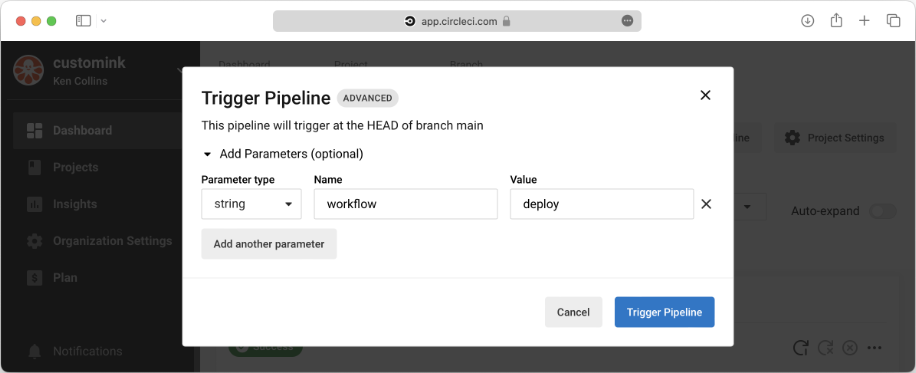 app.circleci.com
customink
Ken Collins
Dashboard
Projects
Insights
Organization Settings
Plan
Notifications
Dashboard Project Branch
Project Settings
Auto-expand
Trigger Pipeline ADVANCED
This pipeline will trigger at the HEAD of branch main
Add Parameters (optional)
Parameter type Name Value
string workflow deploy
Add another parameter
Cancel Trigger Pipeline